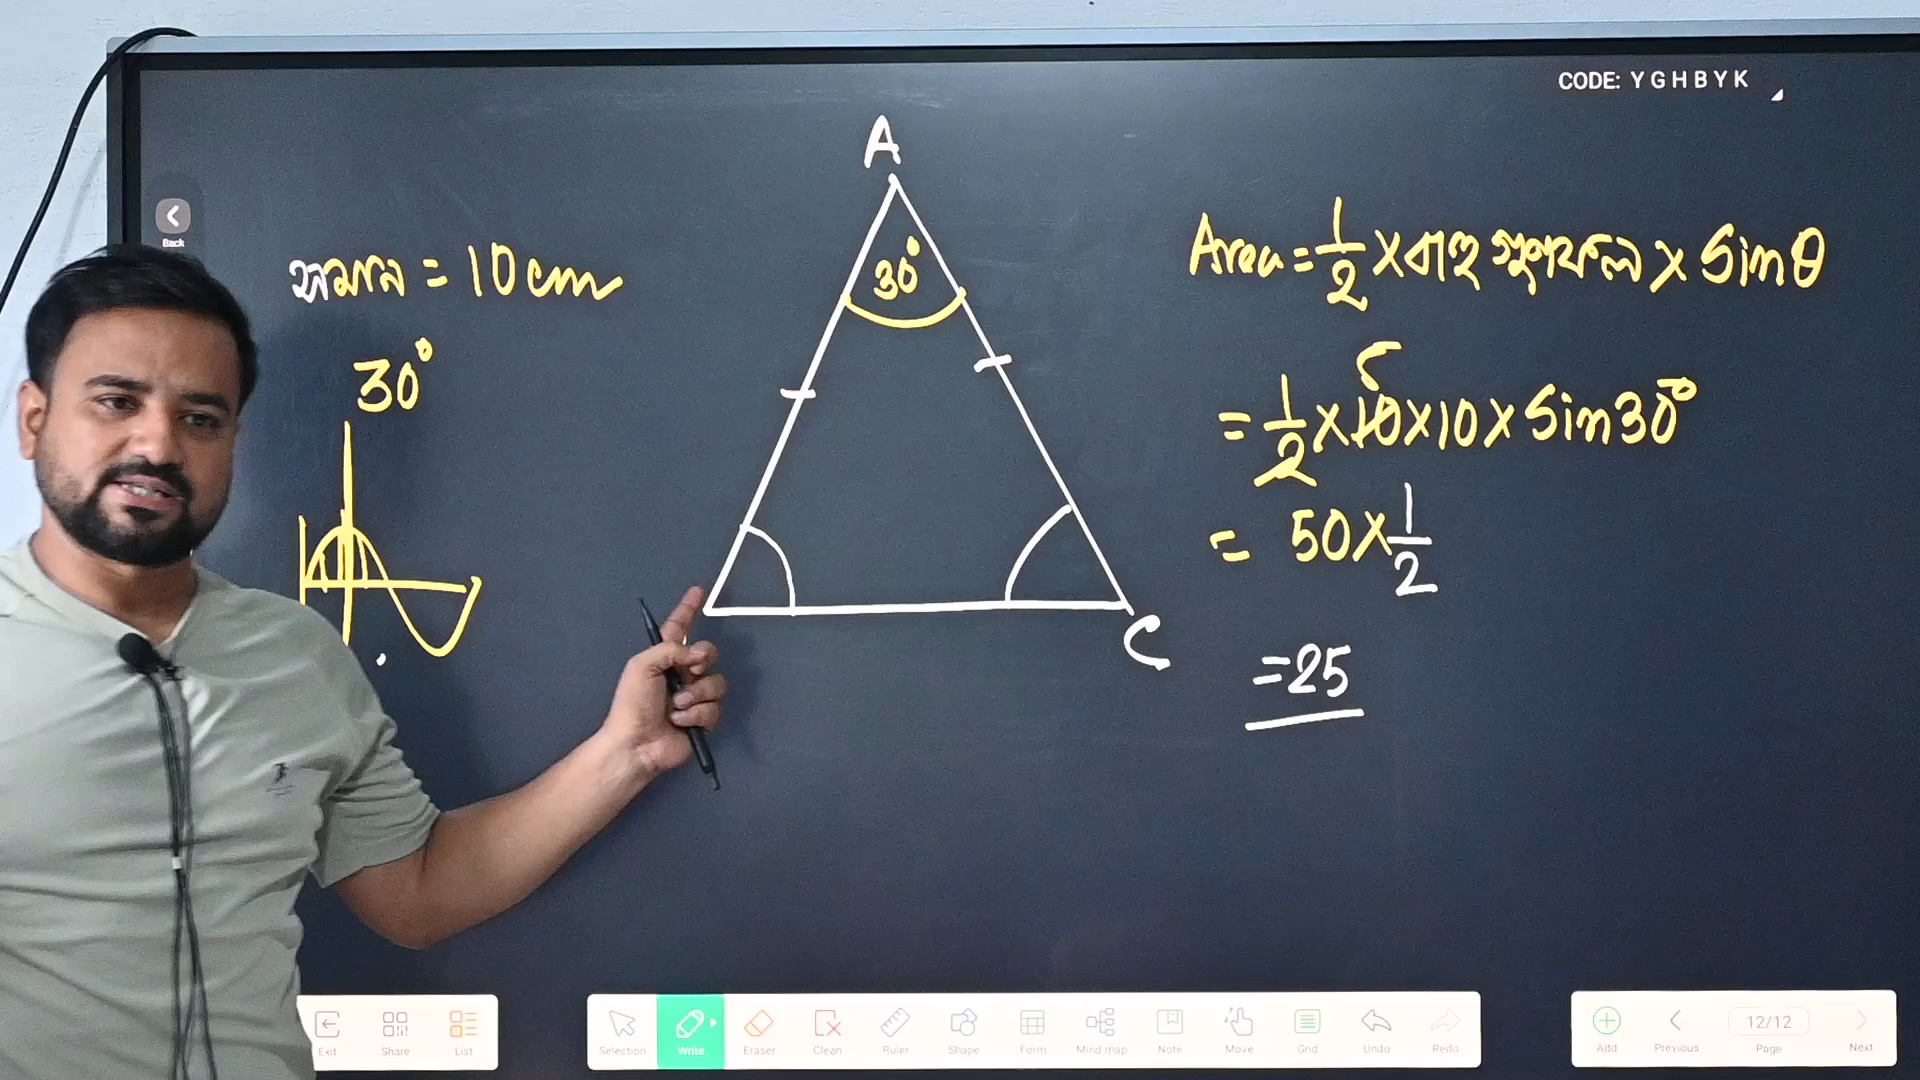 CODE: YGHBYK
Back
সমান = 10 cm
30°
A
30°
C
Area = 1/2 × বাহু গুণফল × Sinθ
5
= 1/2 × 10 × 10 × Sin30°
= 50 × 1/2
= 25
Exit Share List
Selection Write Eraser Clean Ruler Shape Form Mind map Note Move Grid Undo Redo
Add Previous 12/12 Page Next